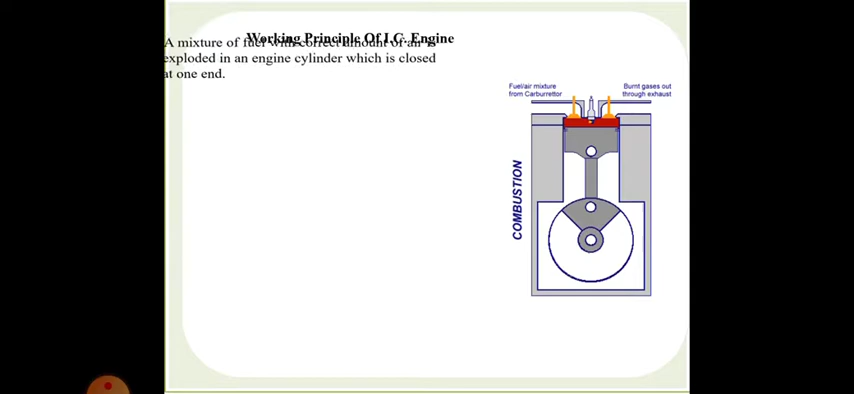 Working Principle Of I.C. Engine
A mixture of fuel with correct amount of air is
exploded in an engine cylinder which is closed
at one end.
Fuel/air mixture
from Carburrettor
Burnt gases out
through exhaust
COMBUSTION